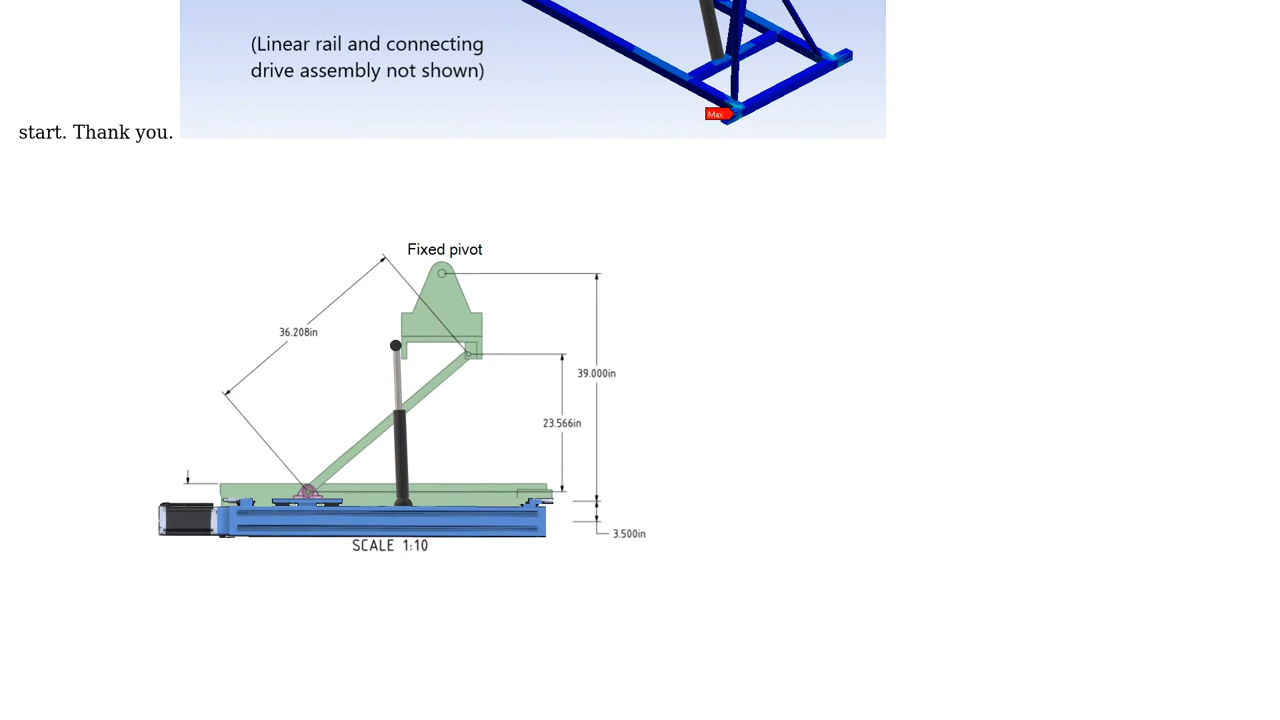 (Linear rail and connecting
drive assembly not shown)
Max
start. Thank you.
Fixed pivot
36.208in
39.000in
23.566in
3.500in
SCALE 1:10